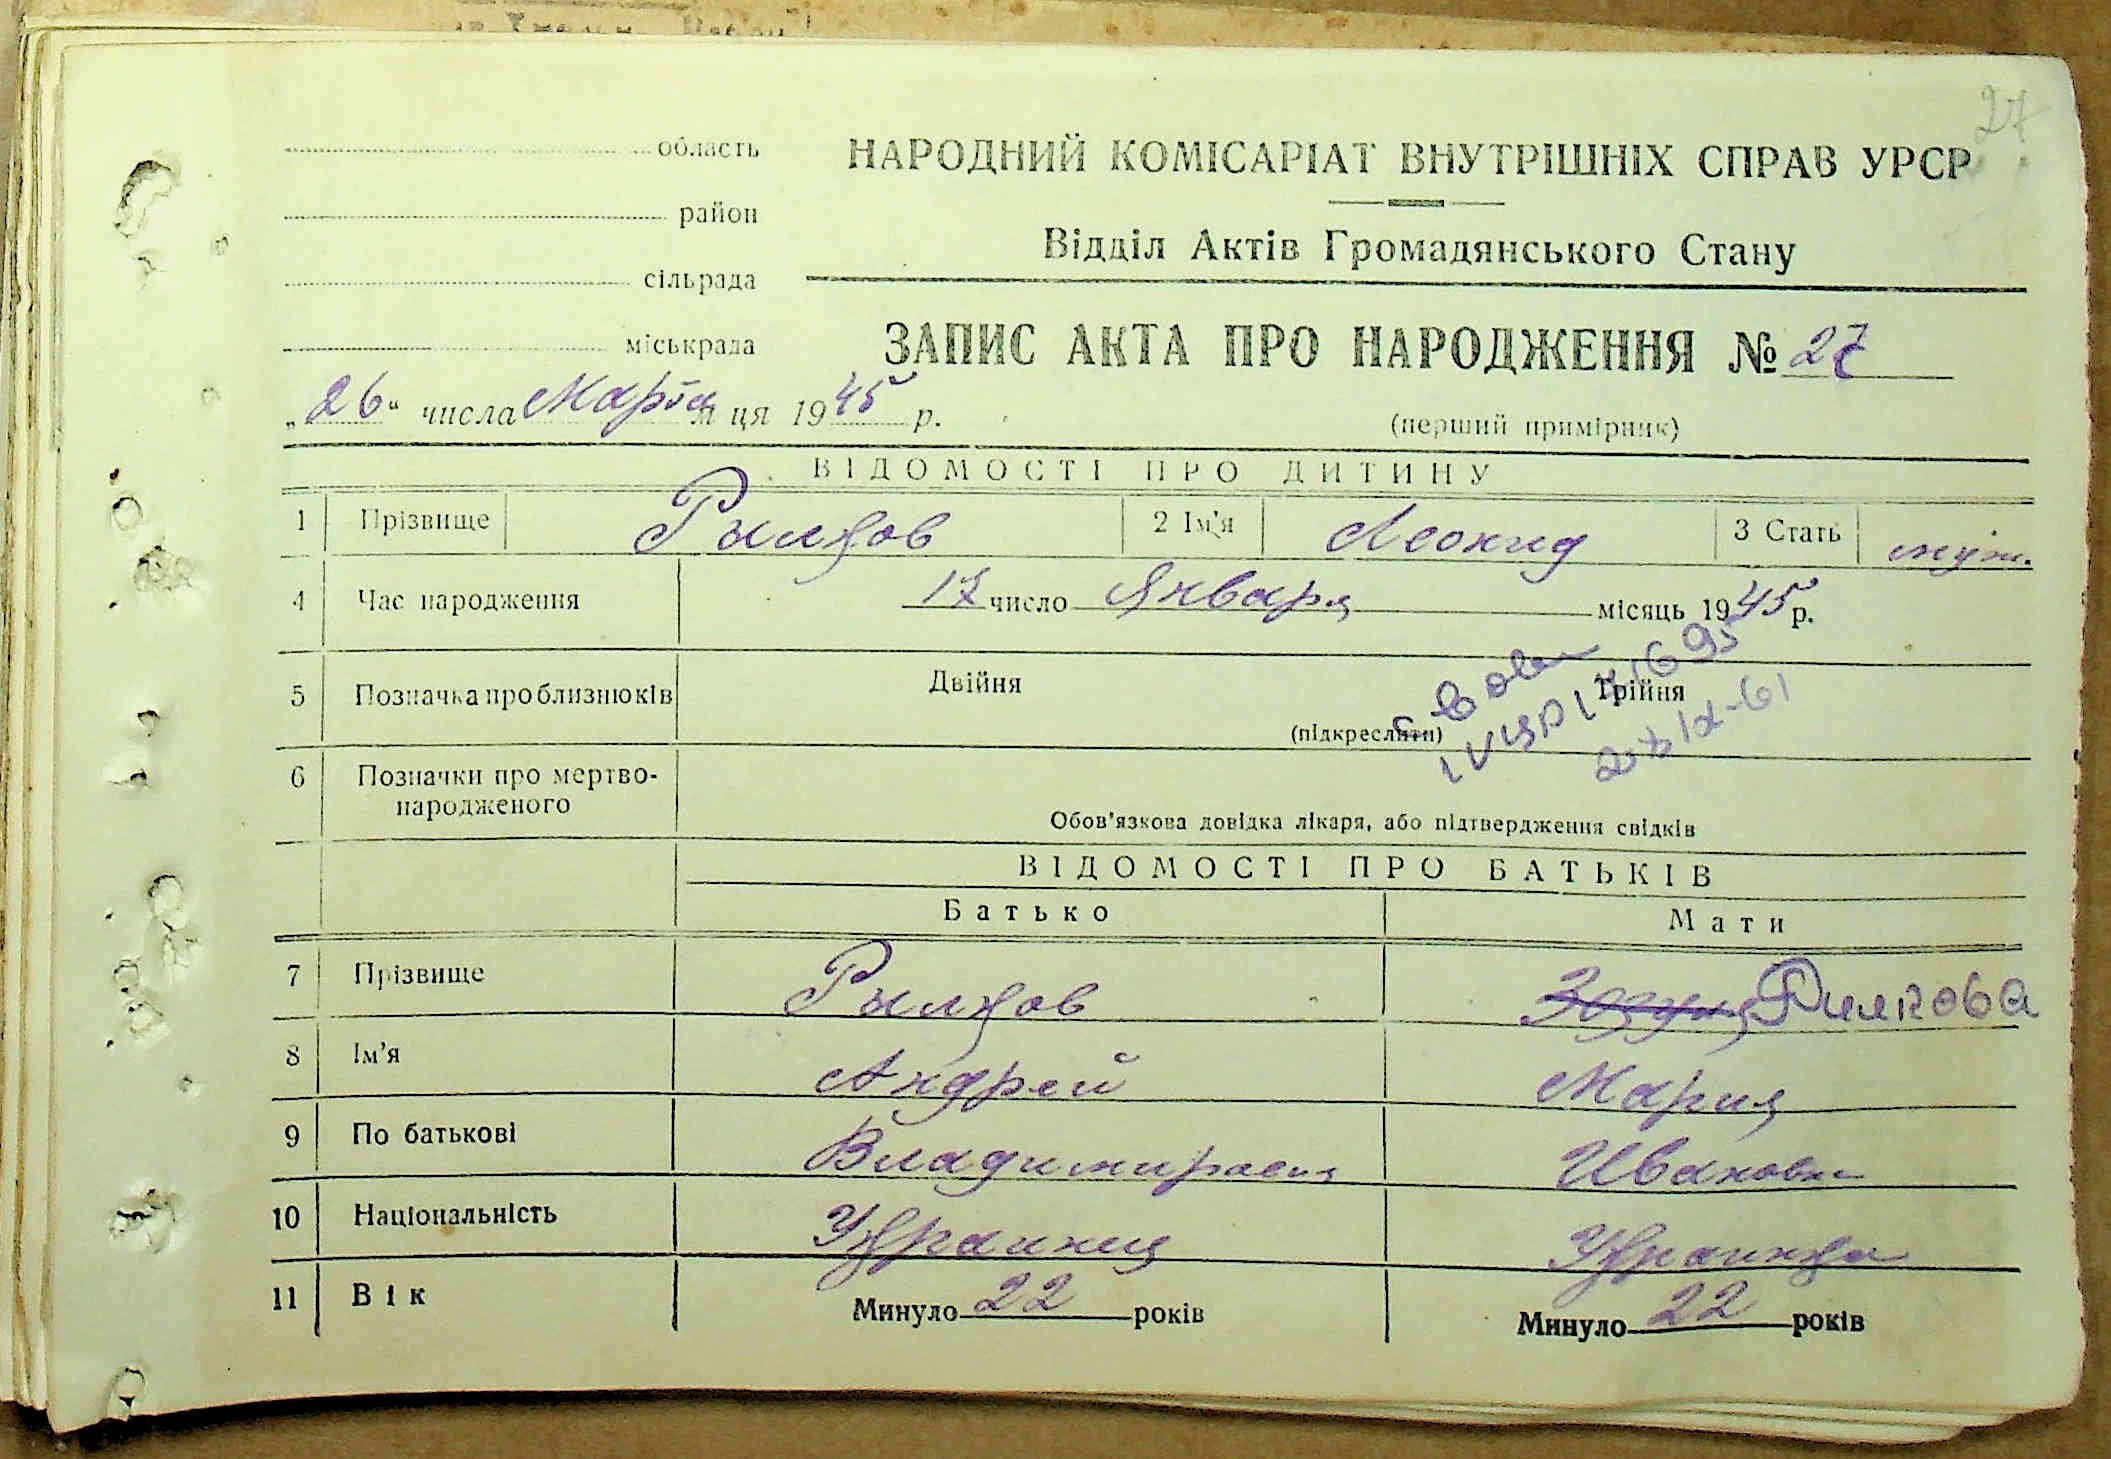 27
область
НАРОДНИЙ КОМІСАРІАТ ВНУТРІШНІХ СПРАВ УРСР
район
Відділ Актів Громадянського Стану
сільрада
міськрада
ЗАПИС АКТА ПРО НАРОДЖЕННЯ № 27
„26“ числа Марта м ця 1945 р.
(перший примірник)
ВІДОМОСТІ ПРО ДИТИНУ
1 Прізвище Рылков 2 Ім'я Леонид 3 Стать муж.
4 Час народження 17 число Января місяць 1945 р.
5 Позначка про близнюків Двійня Трійня
(підкреслити)
6 Позначки про мертво-
народженого
Обов'язкова довідка лікаря, або підтвердження свідків
ВІДОМОСТІ ПРО БАТЬКІВ
Батько Мати
7 Прізвище Рылков Рилкова
8 Ім'я Андрей Мария
9 По батькові Владимирович Ивановна
10 Національність Украинец Украинка
11 Вік Минуло 22 років Минуло 22 років